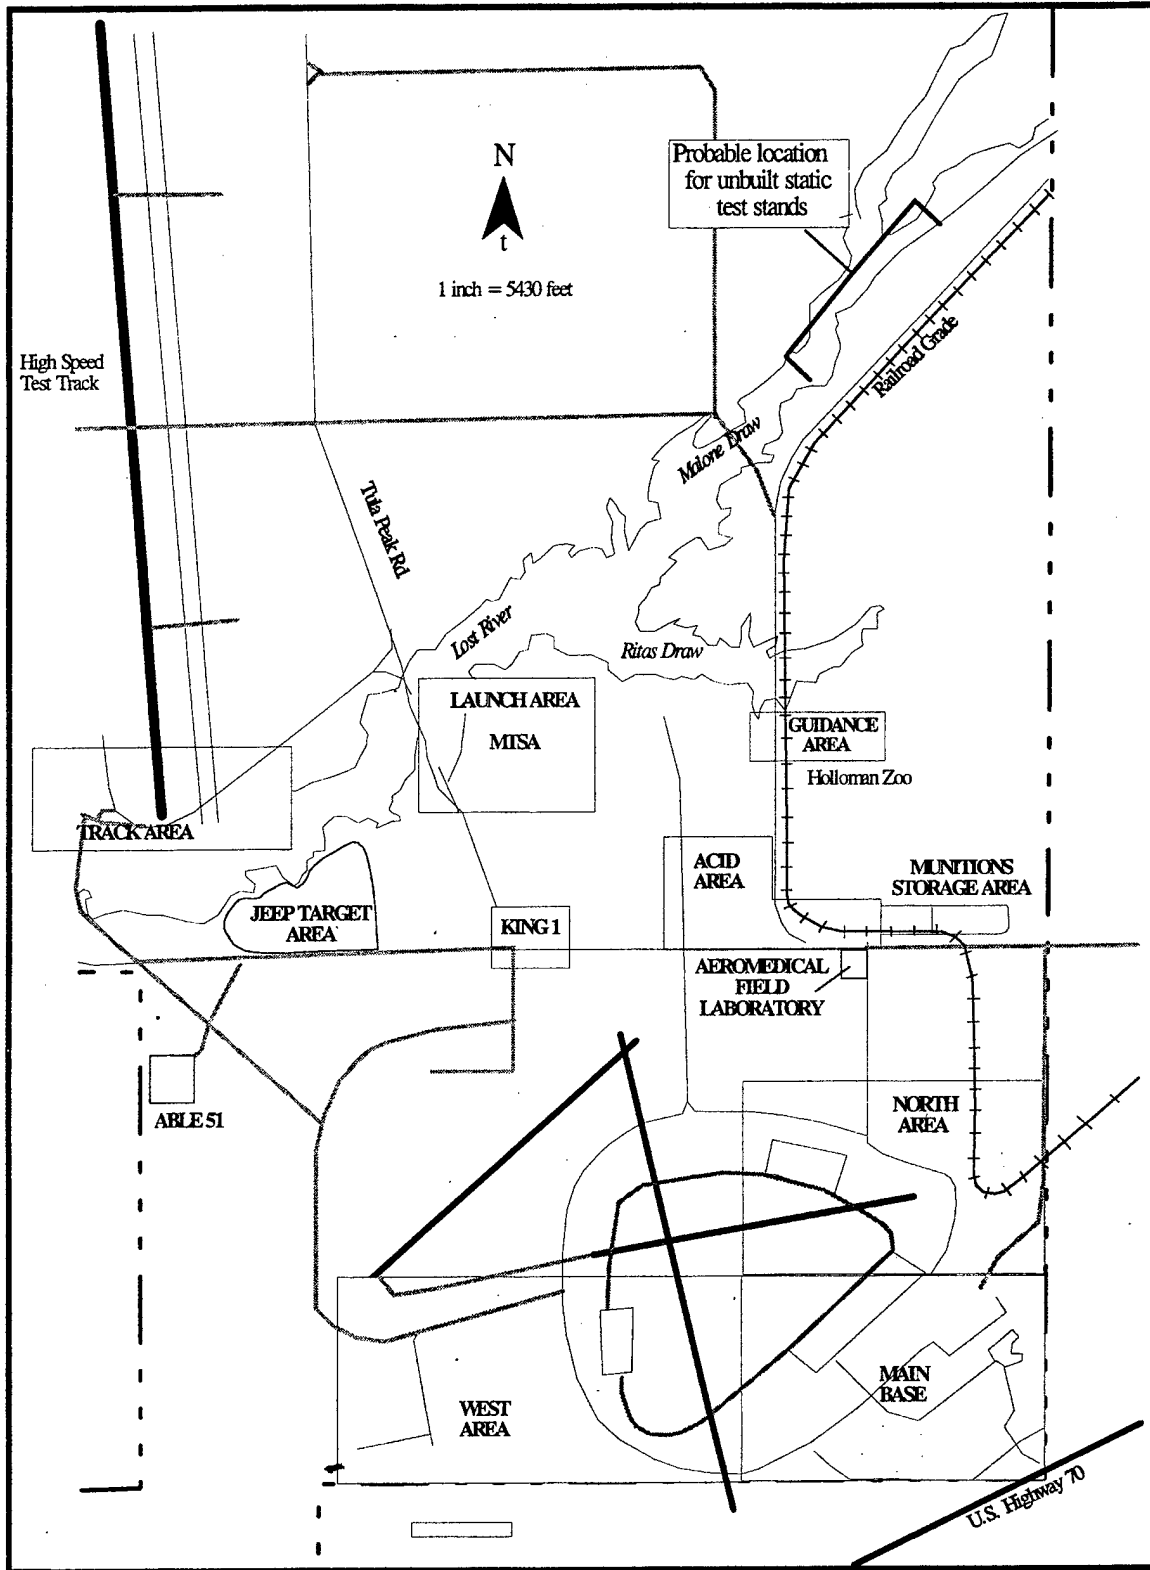 N
t
1 inch = 5430 feet
Probable location
for unbuilt static
test stands
High Speed
Test Track
Railroad Grade
Malone Draw
Tula Peak Rd.
Lost River
Ritas Draw
LAUNCH AREA
MTSA
GUIDANCE
AREA
Holloman Zoo
TRACK AREA
ACID
AREA
MUNITIONS
STORAGE AREA
JEEP TARGET
AREA
KING 1
AEROMEDICAL
FIELD
LABORATORY
ABLE 51
NORTH
AREA
MAIN
BASE
WEST
AREA
U.S. Highway 70